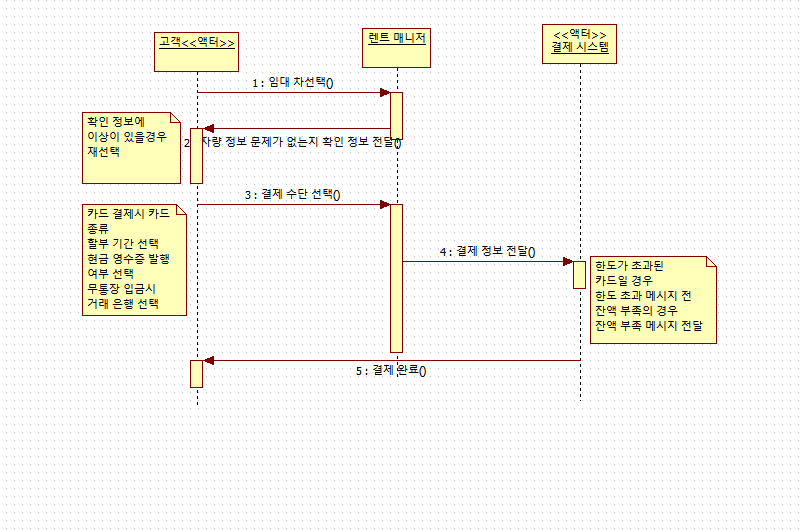 고객<<액터>>
렌트 매니저
<<액터>>
결제 시스템
1 : 임대 차선택()
확인 정보에
이상이 있을경우
재선택
2 : 차량 정보 문제가 없는지 확인 정보 전달()
3 : 결제 수단 선택()
카드 결제시 카드
종류
할부 기간 선택
현금 영수증 발행
여부 선택
무통장 입금시
거래 은행 선택
4 : 결제 정보 전달()
한도가 초과된
카드일 경우
한도 초과 메시지 전
잔액 부족의 경우
잔액 부족 메시지 전달
5 : 결제 완료()